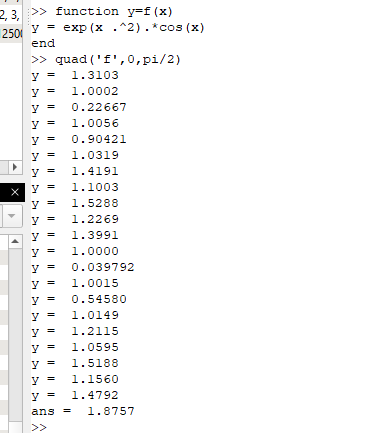 2, 3,
1250
>> function y=f(x)
y = exp(x .^2).*cos(x)
end
>> quad('f',0,pi/2)
y =  1.3103
y =  1.0002
y =  0.22667
y =  1.0056
y =  0.90421
y =  1.0319
y =  1.4191
y =  1.1003
y =  1.5288
y =  1.2269
y =  1.3991
y =  1.0000
y =  0.039792
y =  1.0015
y =  0.54580
y =  1.0149
y =  1.2115
y =  1.0595
y =  1.5188
y =  1.1560
y =  1.4792
ans =  1.8757
>>